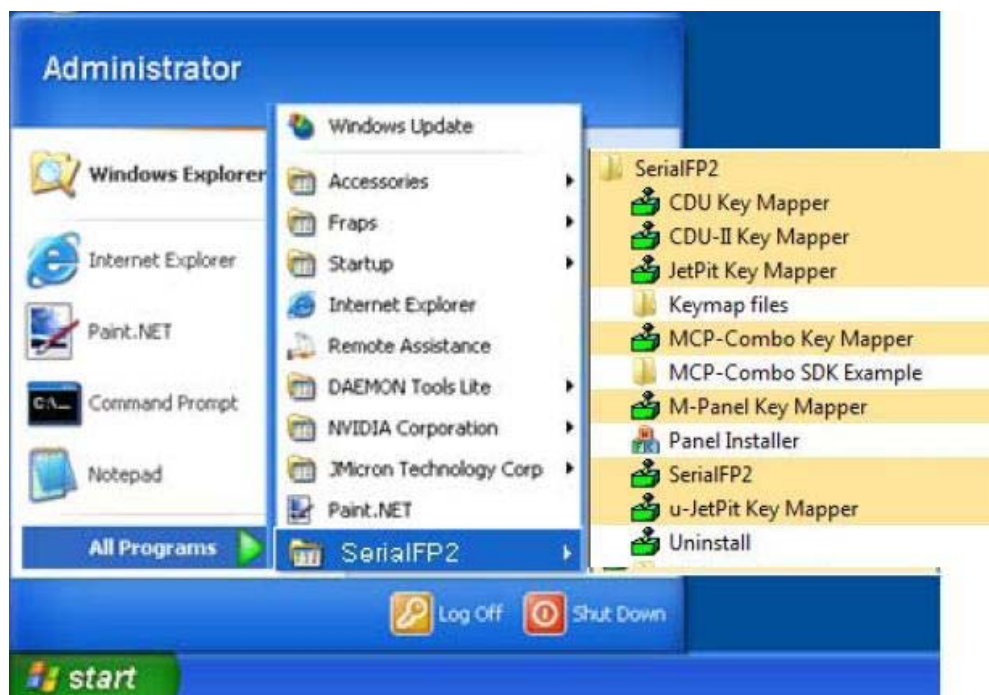 Administrator
Windows Explorer
Internet Explorer
Paint.NET
C:\_
Command Prompt
Notepad
All Programs
Windows Update
Accessories
Fraps
Startup
Internet Explorer
Remote Assistance
DAEMON Tools Lite
NVIDIA Corporation
JMicron Technology Corp
Paint.NET
SerialFP2
SerialFP2
CDU Key Mapper
CDU-II Key Mapper
JetPit Key Mapper
Keymap files
MCP-Combo Key Mapper
MCP-Combo SDK Example
M-Panel Key Mapper
Panel Installer
SerialFP2
u-JetPit Key Mapper
Uninstall
Log Off
Shut Down
start